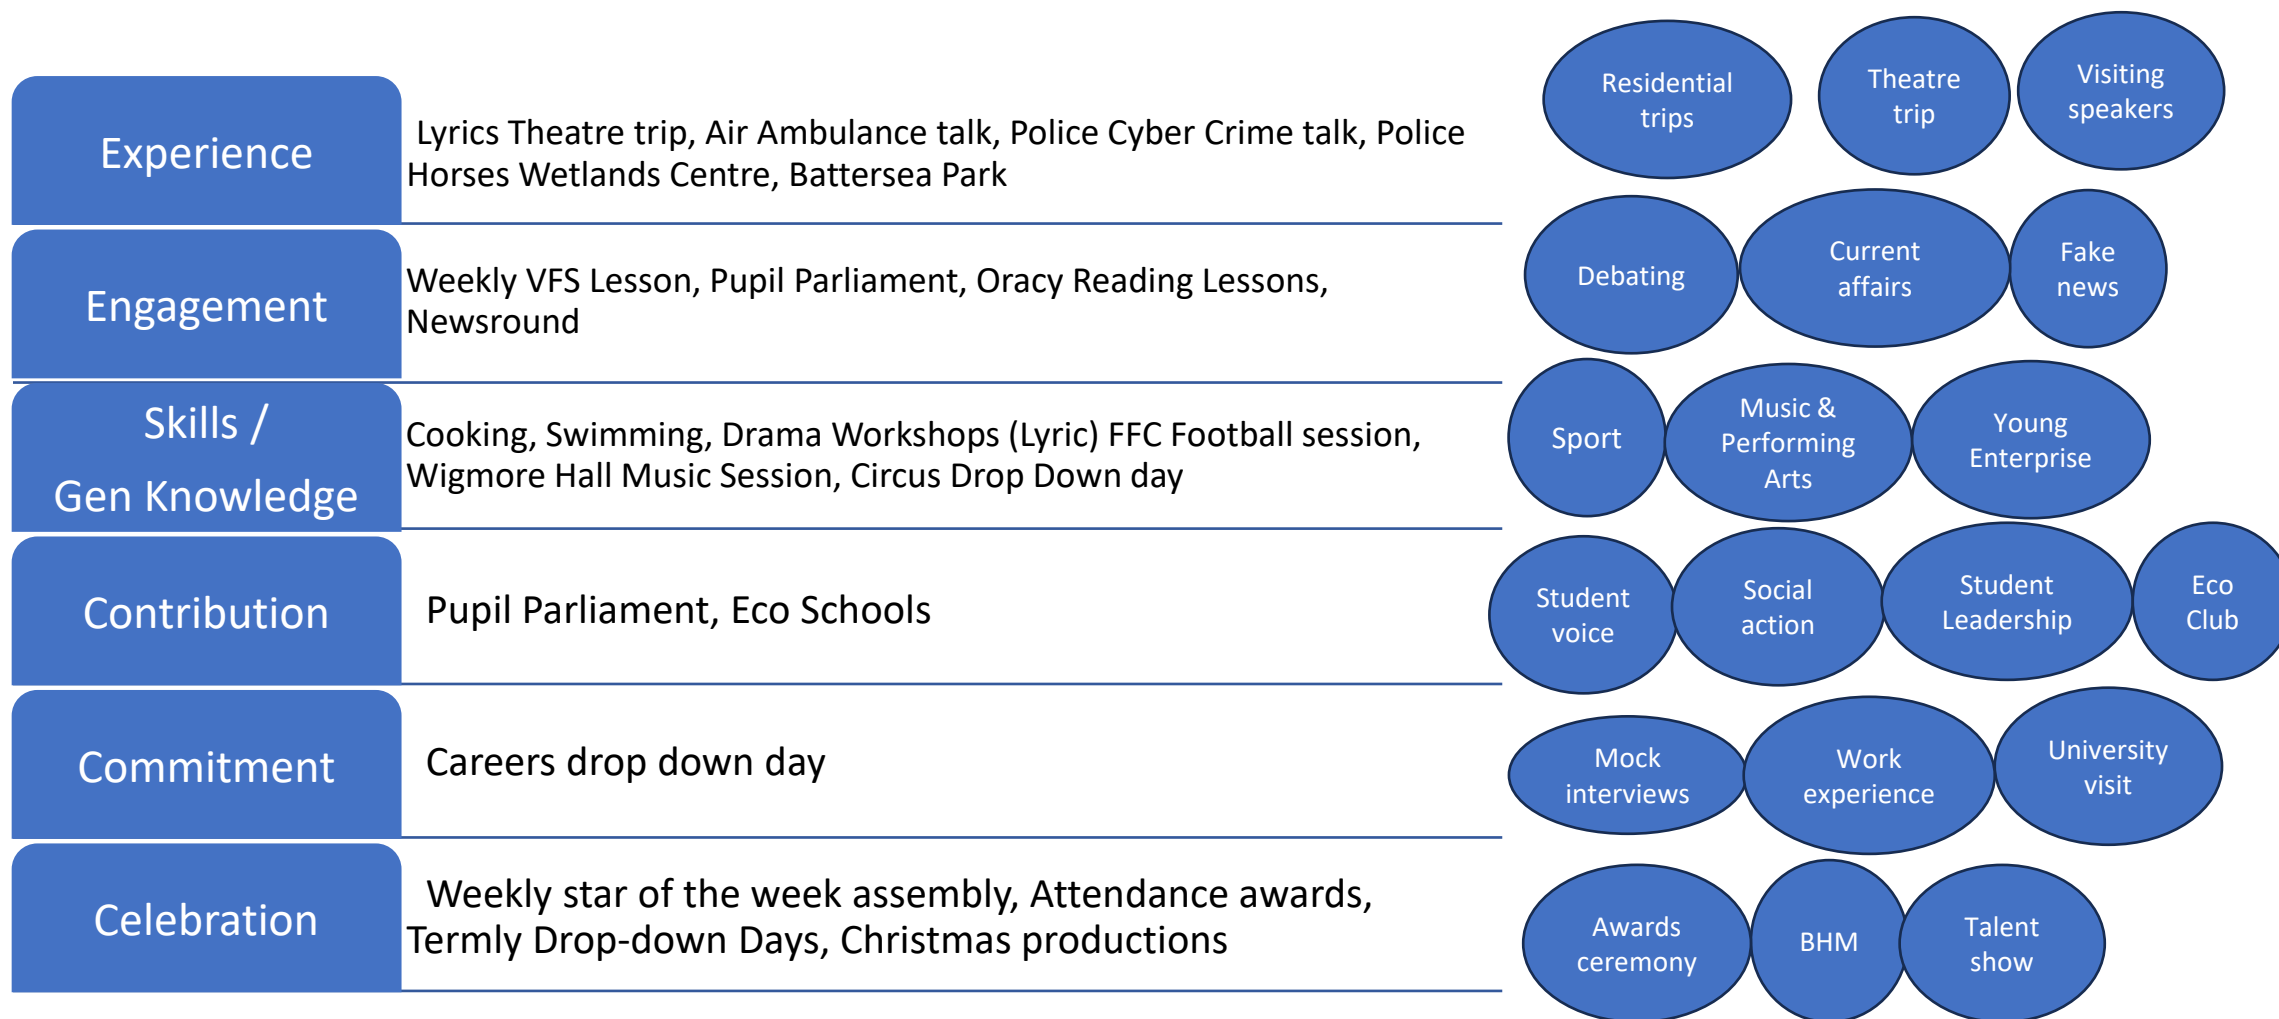 Experience
Lyrics Theatre trip, Air Ambulance talk, Police Cyber Crime talk, Police
Horses Wetlands Centre, Battersea Park
Residential
trips
Theatre
trip
Visiting
speakers
Engagement
Weekly VFS Lesson, Pupil Parliament, Oracy Reading Lessons,
Newsround
Debating
Current
affairs
Fake
news
Skills /
Gen Knowledge
Cooking, Swimming, Drama Workshops (Lyric) FFC Football session,
Wigmore Hall Music Session, Circus Drop Down day
Sport
Music &
Performing
Arts
Young
Enterprise
Contribution
Pupil Parliament, Eco Schools
Student
voice
Social
action
Student
Leadership
Eco
Club
Commitment
Careers drop down day
Mock
interviews
Work
experience
University
visit
Celebration
Weekly star of the week assembly, Attendance awards,
Termly Drop-down Days, Christmas productions
Awards
ceremony
BHM
Talent
show